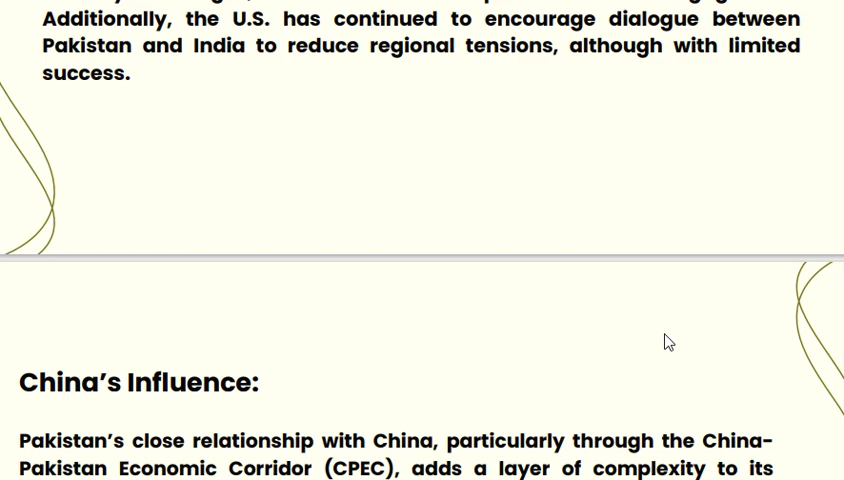 Additionally, the U.S. has continued to encourage dialogue between
Pakistan and India to reduce regional tensions, although with limited
success.
China's Influence:
Pakistan's close relationship with China, particularly through the China-
Pakistan Economic Corridor (CPEC), adds a layer of complexity to its